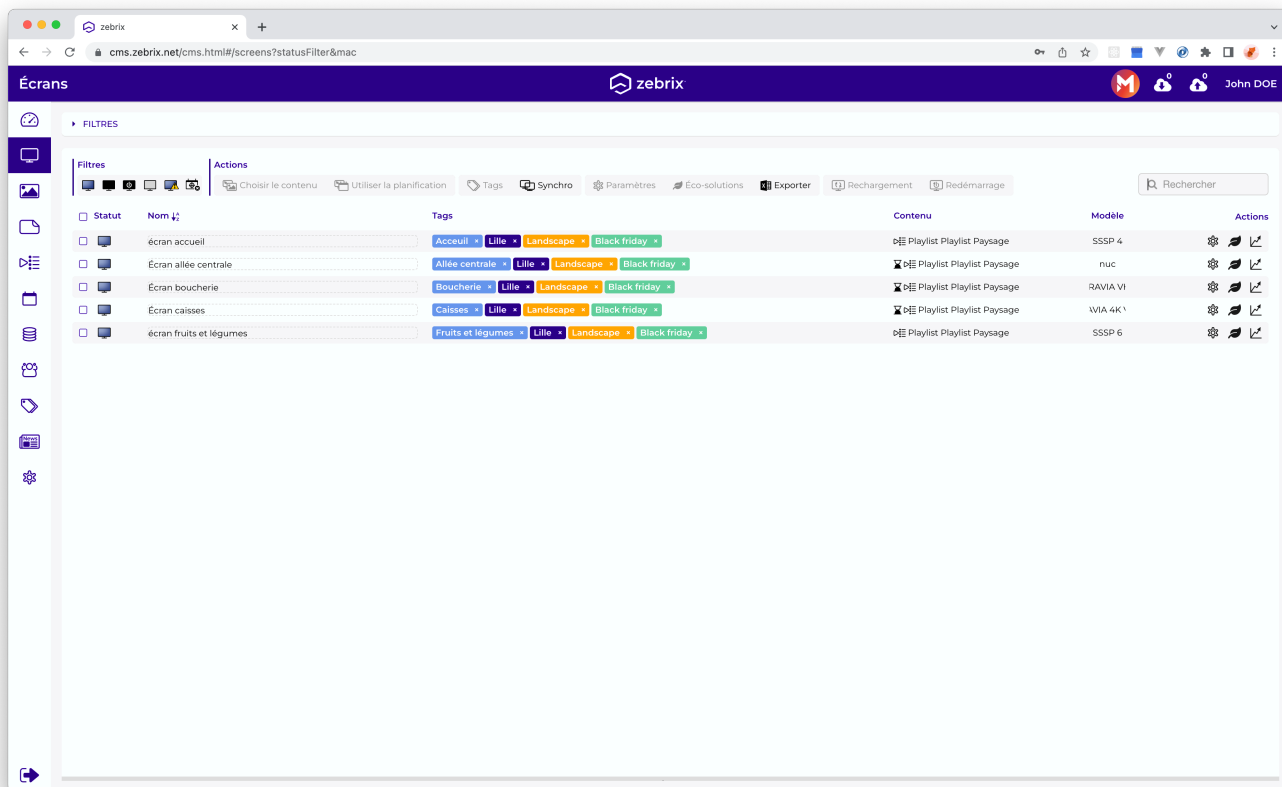 zebrix
cms.zebrix.net/cms.html#/screens?statusFilter&mac
Écrans zebrix M 0 0 John DOE
FILTRES
Filtres Actions
Choisir le contenu Utiliser la planification Tags Synchro Paramètres Éco-solutions Exporter Rechargement Redémarrage Rechercher
Statut Nom Tags Contenu Modèle Actions
écran accueil Acceuil × Lille × Landscape × Black friday × Playlist Playlist Paysage SSSP 4
Écran allée centrale Allée centrale × Lille × Landscape × Black friday × Playlist Playlist Paysage nuc
Écran boucherie Boucherie × Lille × Landscape × Black friday × Playlist Playlist Paysage RAVIA
Écran caisses Caisses × Lille × Landscape × Black friday × Playlist Playlist Paysage 4K
écran fruits et légumes Fruits et légumes × Lille × Landscape × Black friday × Playlist Playlist Paysage SSSP 6
News